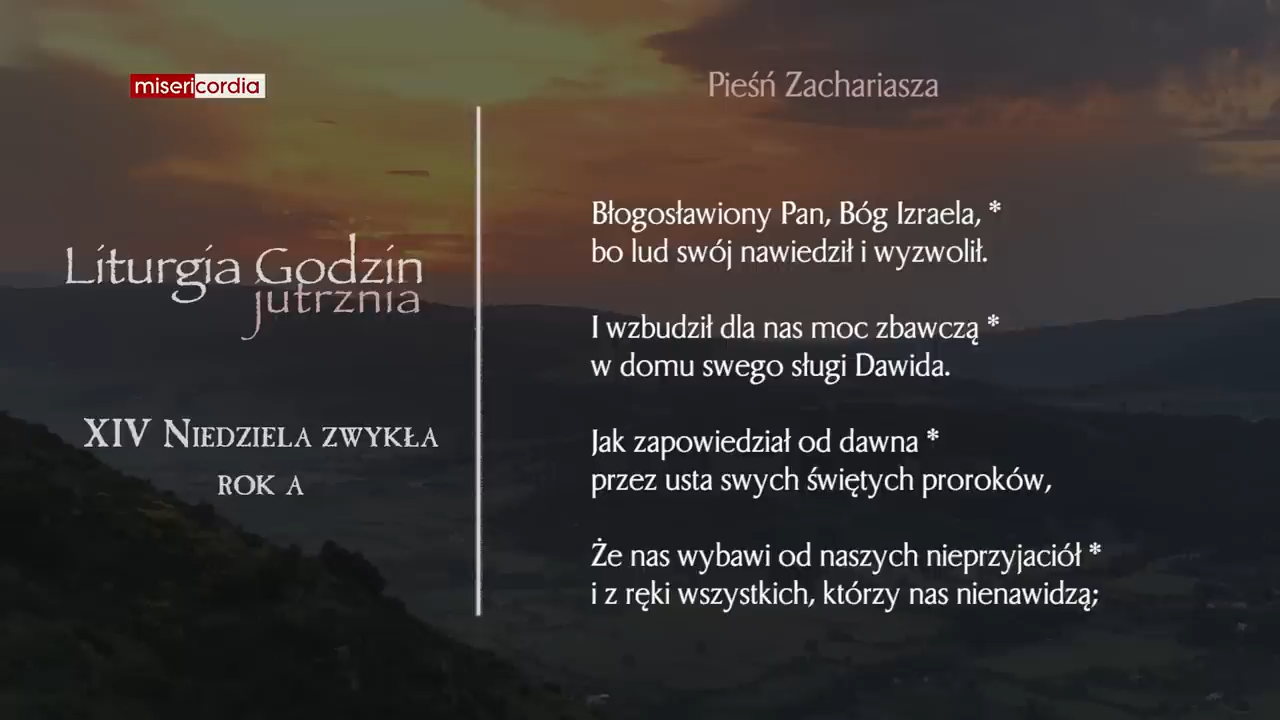 misericordia
Liturgia Godzin
jutrznia
XIV Niedziela zwykła
rok A
Pieśń Zachariasza
Błogosławiony Pan, Bóg Izraela, *
bo lud swój nawiedził i wyzwolił.
I wzbudził dla nas moc zbawczą *
w domu swego sługi Dawida.
Jak zapowiedział od dawna *
przez usta swych świętych proroków,
Że nas wybawi od naszych nieprzyjaciół *
i z ręki wszystkich, którzy nas nienawidzą;